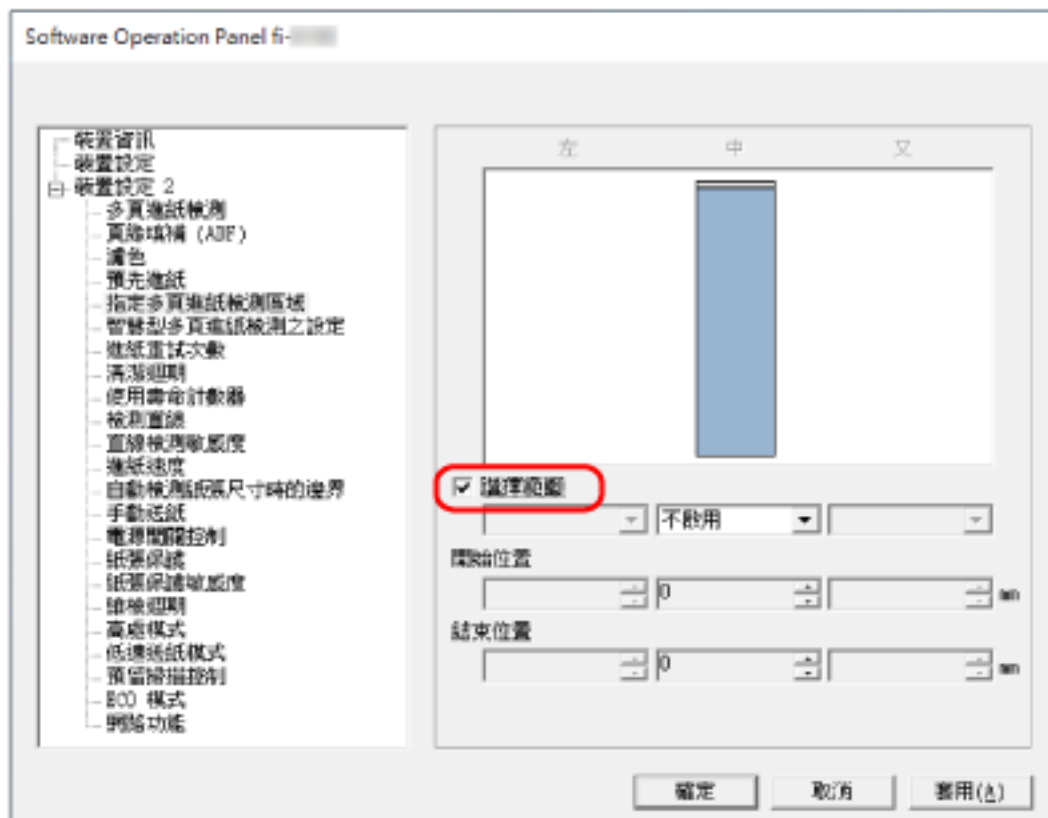 Software Operation Panel fi-
裝置資訊
裝置設定
裝置設定 2
多頁進紙檢測
頁緣填補 (ADF)
濾色
預先進紙
指定多頁進紙檢測區域
智慧型多頁進紙檢測之設定
進紙重試次數
清潔週期
使用壽命計數器
檢測直線
直線檢測敏感度
進紙速度
自動檢測紙張尺寸時的邊界
手動送紙
電源開關控制
紙張保護
紙張保護敏感度
維檢週期
高處模式
低速送紙模式
預留掃描控制
ECO 模式
網路功能
左 中 又
選擇範圍
不啟用
開始位置
0 mm
結束位置
0 mm
確定 取消 套用(A)